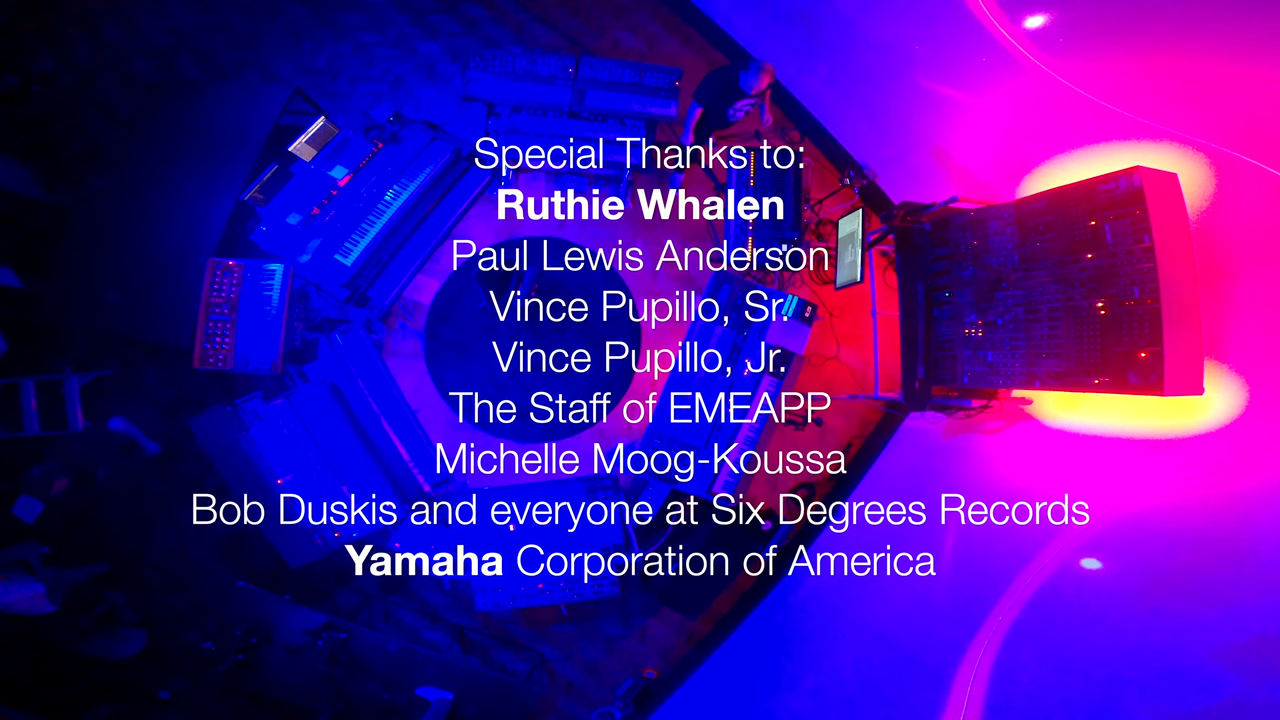 Special Thanks to:
Ruthie Whalen
Paul Lewis Anderson
Vince Pupillo, Sr.
Vince Pupillo, Jr.
The Staff of EMEAPP
Michelle Moog-Koussa
Bob Duskis and everyone at Six Degrees Records
Yamaha Corporation of America